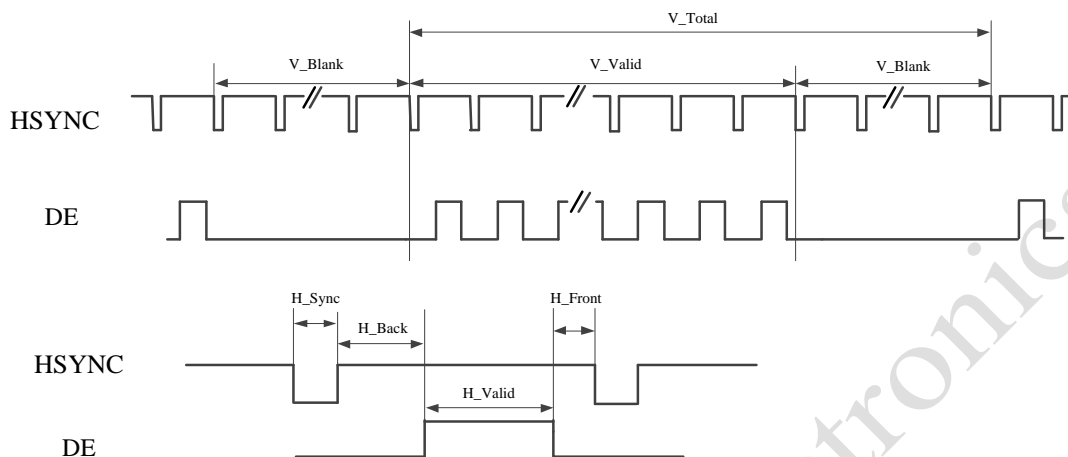 V_Total
V_Blank V_Valid V_Blank
HSYNC
DE
H_Sync H_Front
H_Back
HSYNC
H_Valid
DE